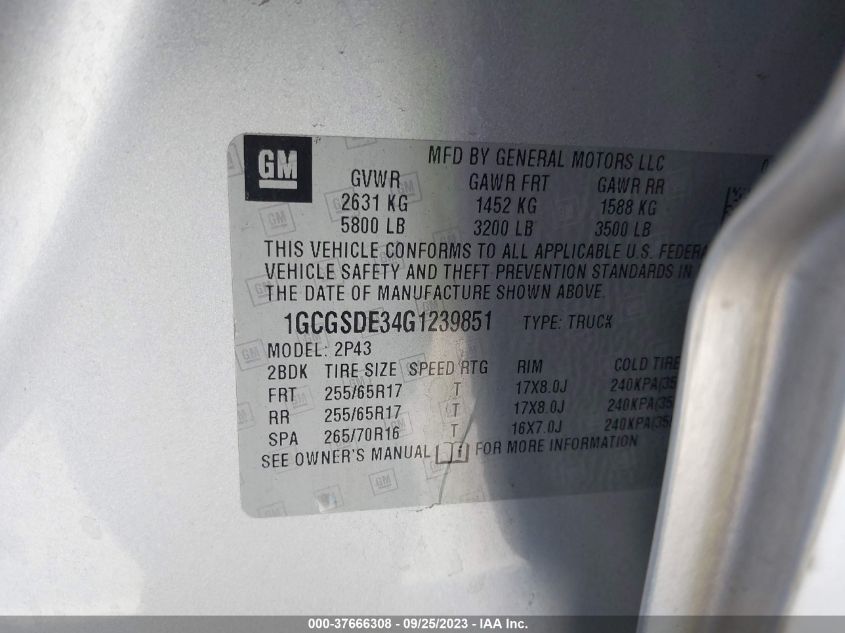 GM
MFD BY GENERAL MOTORS LLC
GVWR GAWR FRT GAWR RR
2631 KG 1452 KG 1588 KG
5800 LB 3200 LB 3500 LB
THIS VEHICLE CONFORMS TO ALL APPLICABLE U.S. FEDERA
VEHICLE SAFETY AND THEFT PREVENTION STANDARDS IN
THE DATE OF MANUFACTURE SHOWN ABOVE.
1GCGSDE34G1239851 TYPE: TRUCK
MODEL: 2P43
2BDK TIRE SIZE SPEED RTG RIM COLD TIRE
FRT 255/65R17 T 17X8.0J 240KPA(35
RR 255/65R17 T 17X8.0J 240KPA(35
SPA 265/70R16 T 16X7.0J 240KPA(35
SEE OWNER'S MANUAL FOR MORE INFORMATION
000-37666308 - 09/25/2023 - IAA Inc.